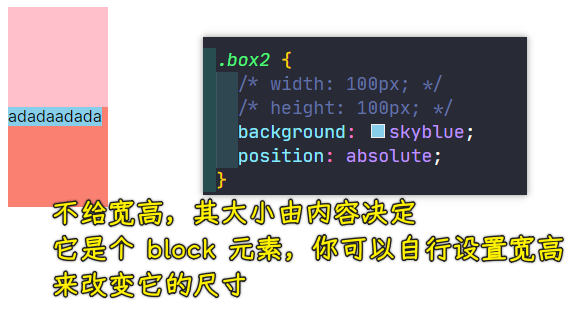 adadaadada
.box2 {
/* width: 100px; */
/* height: 100px; */
background: skyblue;
position: absolute;
}
不给宽高，其大小由内容决定
它是个 block 元素，你可以自行设置宽高
来改变它的尺寸